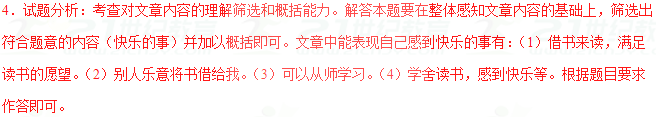 4．试题分析：考查对文章内容的理解筛选和概括能力。解答本题要在整体感知文章内容的基础上，筛选出
符合题意的内容（快乐的事）并加以概括即可。文章中能表现自己感到快乐的事有：（1）借书来读，满足
读书的愿望。（2）别人乐意将书借给我。（3）可以从师学习。（4）学舍读书，感到快乐等。根据题目要求
作答即可。